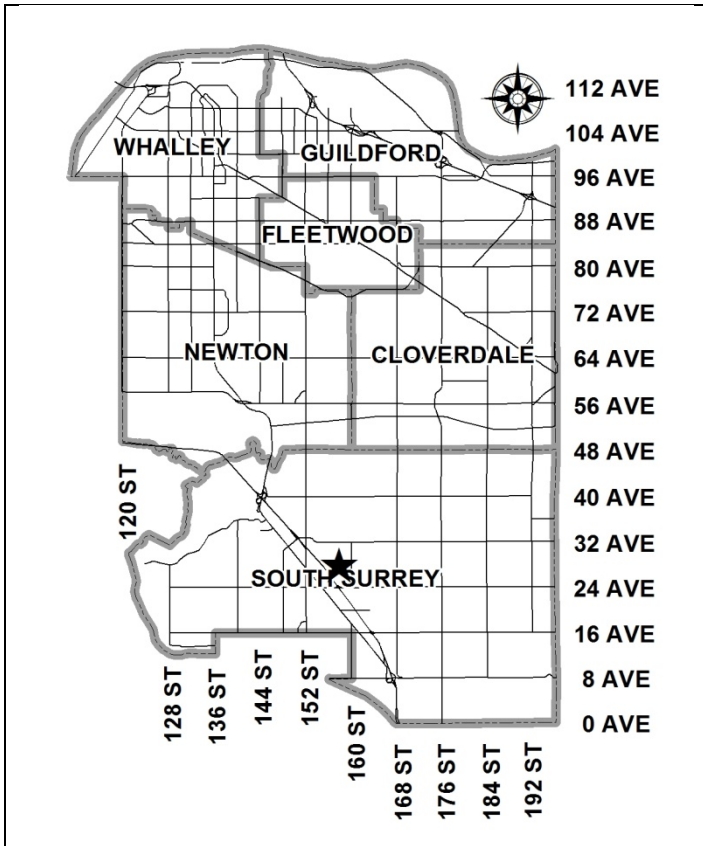 112 AVE
104 AVE
WHALLEY
GUILDFORD
96 AVE
88 AVE
FLEETWOOD
80 AVE
72 AVE
NEWTON
CLOVERDALE
64 AVE
56 AVE
48 AVE
120 ST
40 AVE
32 AVE
SOUTH SURREY
24 AVE
16 AVE
128 ST
136 ST
144 ST
152 ST
8 AVE
160 ST
0 AVE
168 ST
176 ST
184 ST
192 ST